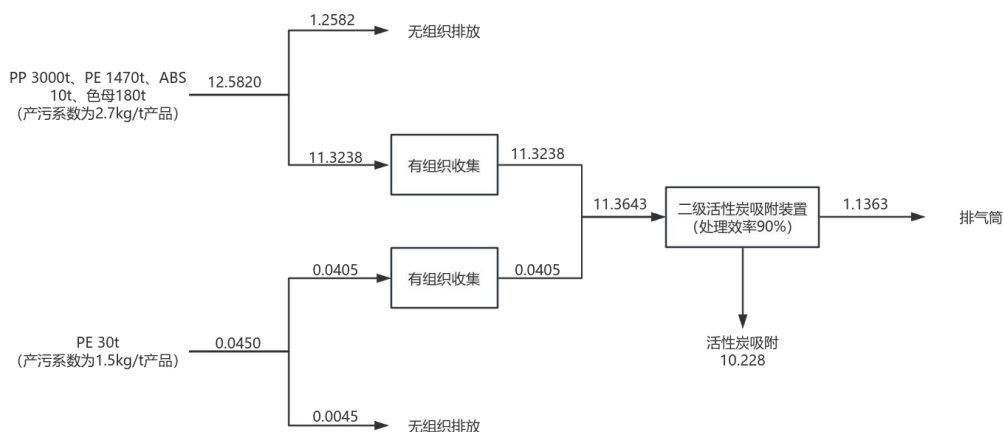 1.2582
无组织排放
PP 3000t、PE 1470t、ABS
10t、色母180t
（产污系数为2.7kg/t产品）
12.5820
11.3238
有组织收集
11.3238
11.3643
二级活性炭吸附装置
（处理效率90%）
1.1363
排气筒
0.0405
有组织收集
0.0405
PE 30t
（产污系数为1.5kg/t产品）
0.0450
活性炭吸附
10.228
0.0045
无组织排放